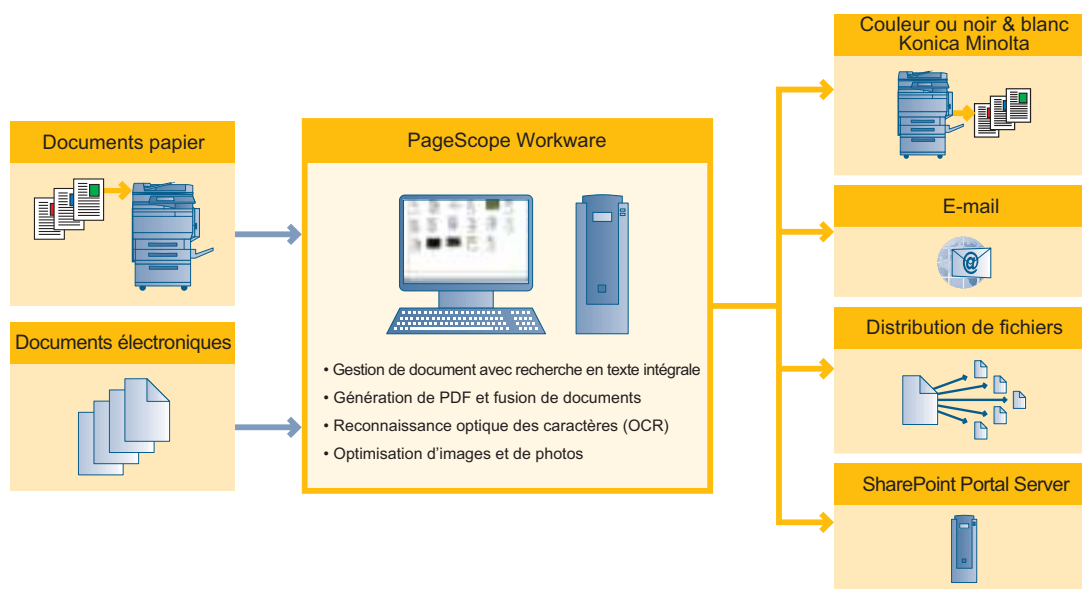 Documents papier
Documents électroniques
PageScope Workware
• Gestion de document avec recherche en texte intégrale
• Génération de PDF et fusion de documents
• Reconnaissance optique des caractères (OCR)
• Optimisation d’images et de photos
Couleur ou noir & blanc
Konica Minolta
E-mail
@
Distribution de fichiers
SharePoint Portal Server